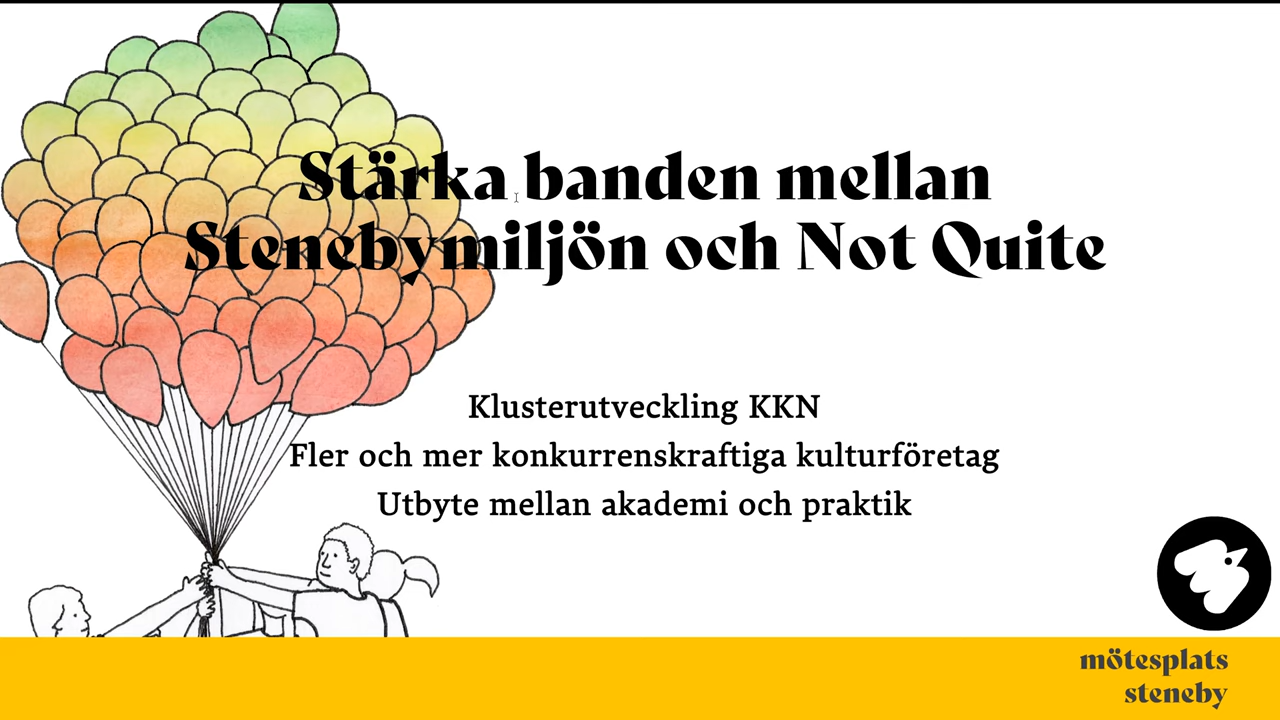 Stärka banden mellan
Stenebymiljön och Not Quite
Klusterutveckling KKN
Fler och mer konkurrenskraftiga kulturföretag
Utbyte mellan akademi och praktik
mötesplats
steneby